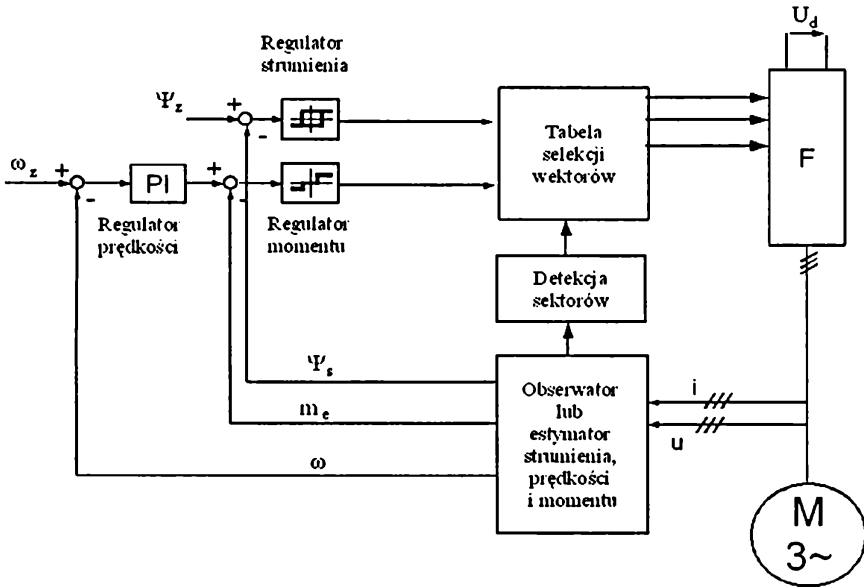 U_d
Regulator
strumienia
Ψ_z
+
-
Tabela
selekcji
wektorów
F
ω_z
+
-
PI
+
-
Regulator
prędkości
Regulator
momentu
Detekcja
sektorów
Ψ_s
m_e
ω
Obserwator
lub
estymator
strumienia,
prędkości
i momentu
i
u
M
3~